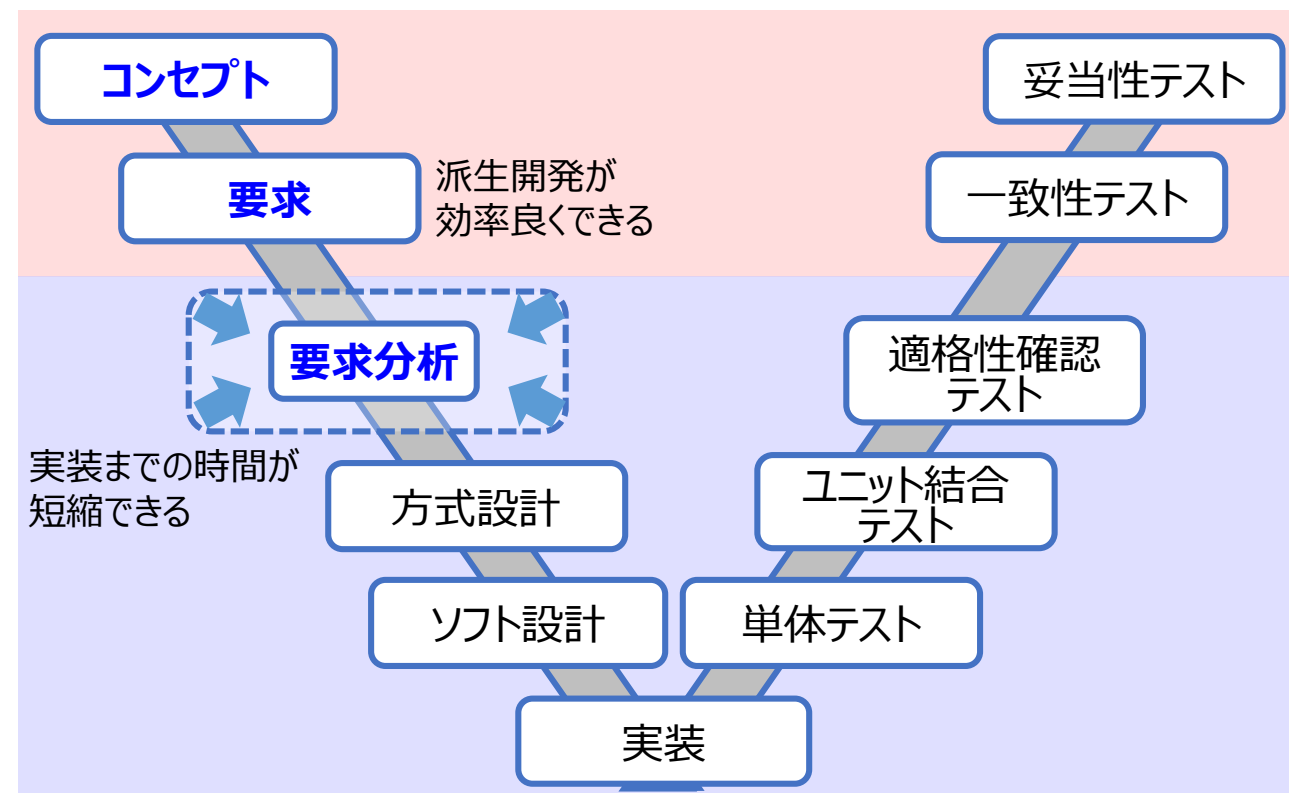 コンセプト
妥当性テスト
要求
派生開発が
効率良くできる
一致性テスト
要求分析
適格性確認
テスト
実装までの時間が
短縮できる
方式設計
ユニット結合
テスト
ソフト設計
単体テスト
実装